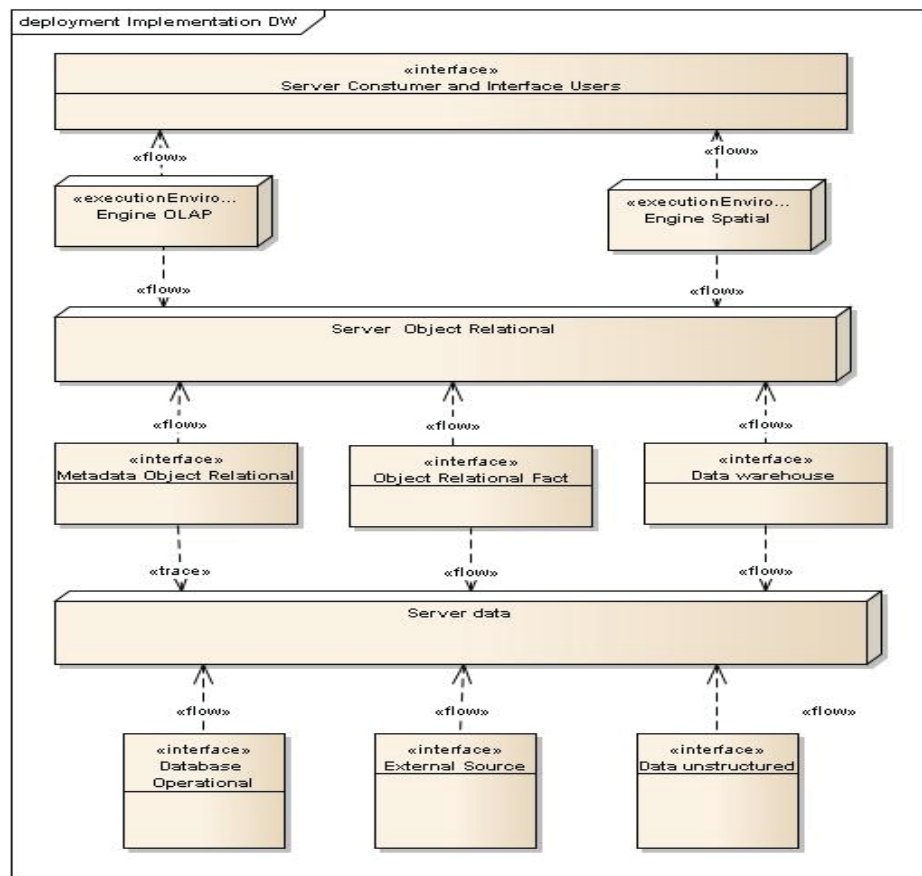 deployment Implementation DW
«interface»
Server Constumer and Interface Users
«flow»
«flow»
«executionEnviro...
Engine OLAP
«executionEnviro...
Engine Spatial
«flow»
«flow»
Server Object Relational
«flow»
«flow»
«flow»
«interface»
Metadata Object Relational
«interface»
Object Relational Fact
«interface»
Data warehouse
«trace»
«flow»
«flow»
Server data
«flow»
«flow»
«flow»
«interface»
Database
Operational
«interface»
External Source
«interface»
Data unstructured